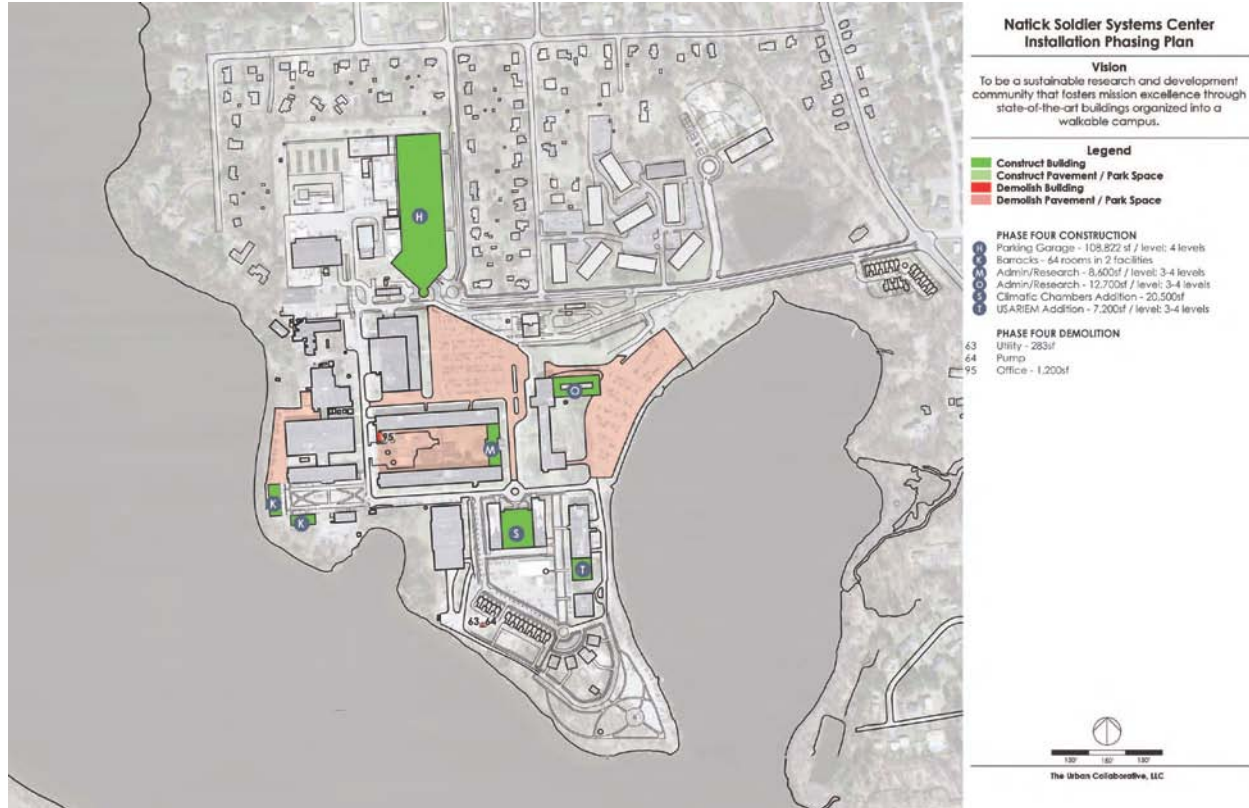 Natick Soldier Systems Center
Installation Phasing Plan
Vision
To be a sustainable research and development
community that fosters mission excellence through
state-of-the-art buildings organized into a
walkable campus.
Legend
Construct Building
Construct Pavement / Park Space
Demolish Building
Demolish Pavement / Park Space
PHASE FOUR CONSTRUCTION
H Parking Garage - 108,822 sf / level; 4 levels
K Barracks - 64 rooms in 2 facilities
M Admin/Research - 8,600sf / level; 3-4 levels
O Admin/Research - 12,700sf / level; 3-4 levels
S Climatic Chambers Addition - 20,500sf
T USARIEM Addition - 7,200sf / level; 3-4 levels
PHASE FOUR DEMOLITION
63 Utility - 283sf
64 Pump
95 Office - 1,200sf
H
O
95
M
K
K
S
T
63 64
The Urban Collaborative, LLC